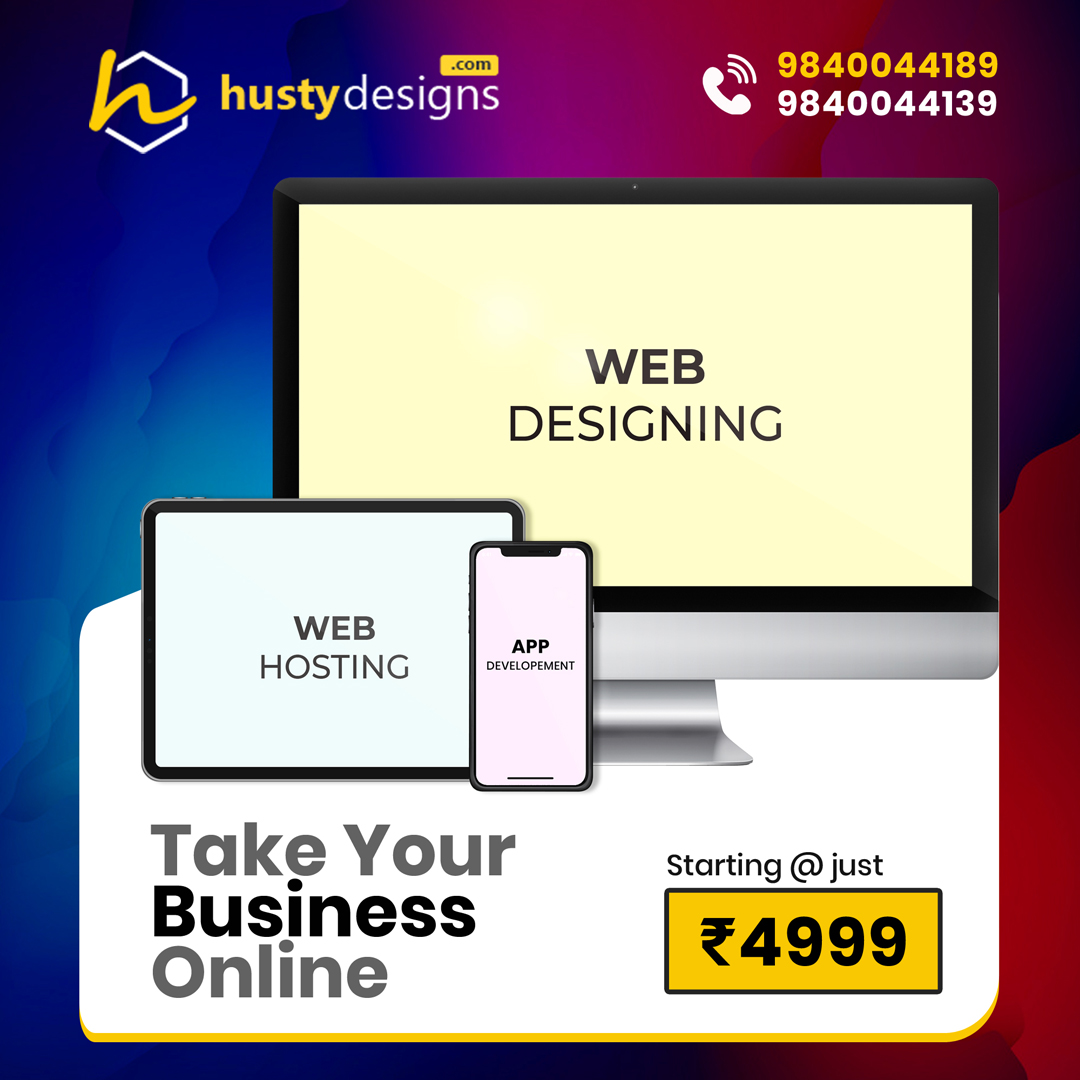 hustydesigns
.com
9840044189
9840044139
WEB
DESIGNING
WEB
HOSTING
APP
DEVELOPEMENT
Take Your
Business
Online
Starting @ just
₹4999